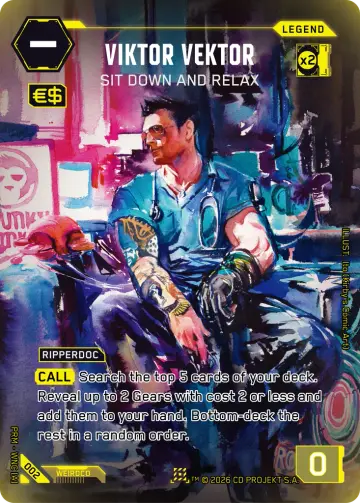 LEGEND
VIKTOR VEKTOR
SIT DOWN AND RELAX
x2
€$
RIPPERDOC
CALL Search the top 5 cards of your deck.
Reveal up to 2 Gears with cost 2 or less and
add them to your hand. Bottom-deck the
rest in a random order.
002
WEIRDCO
™ © 2026 CD PROJEKT S.A.
0